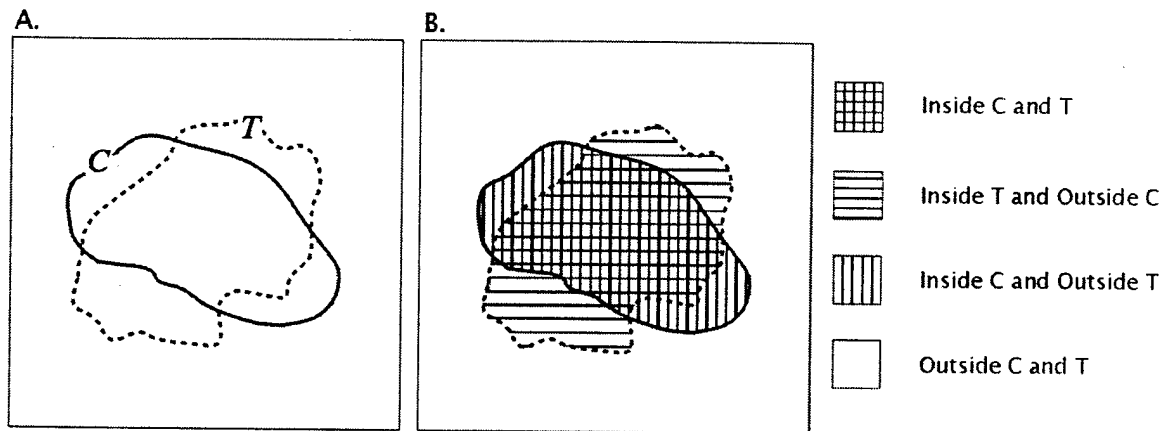 A.
B.
C
T
Inside C and T
Inside T and Outside C
Inside C and Outside T
Outside C and T